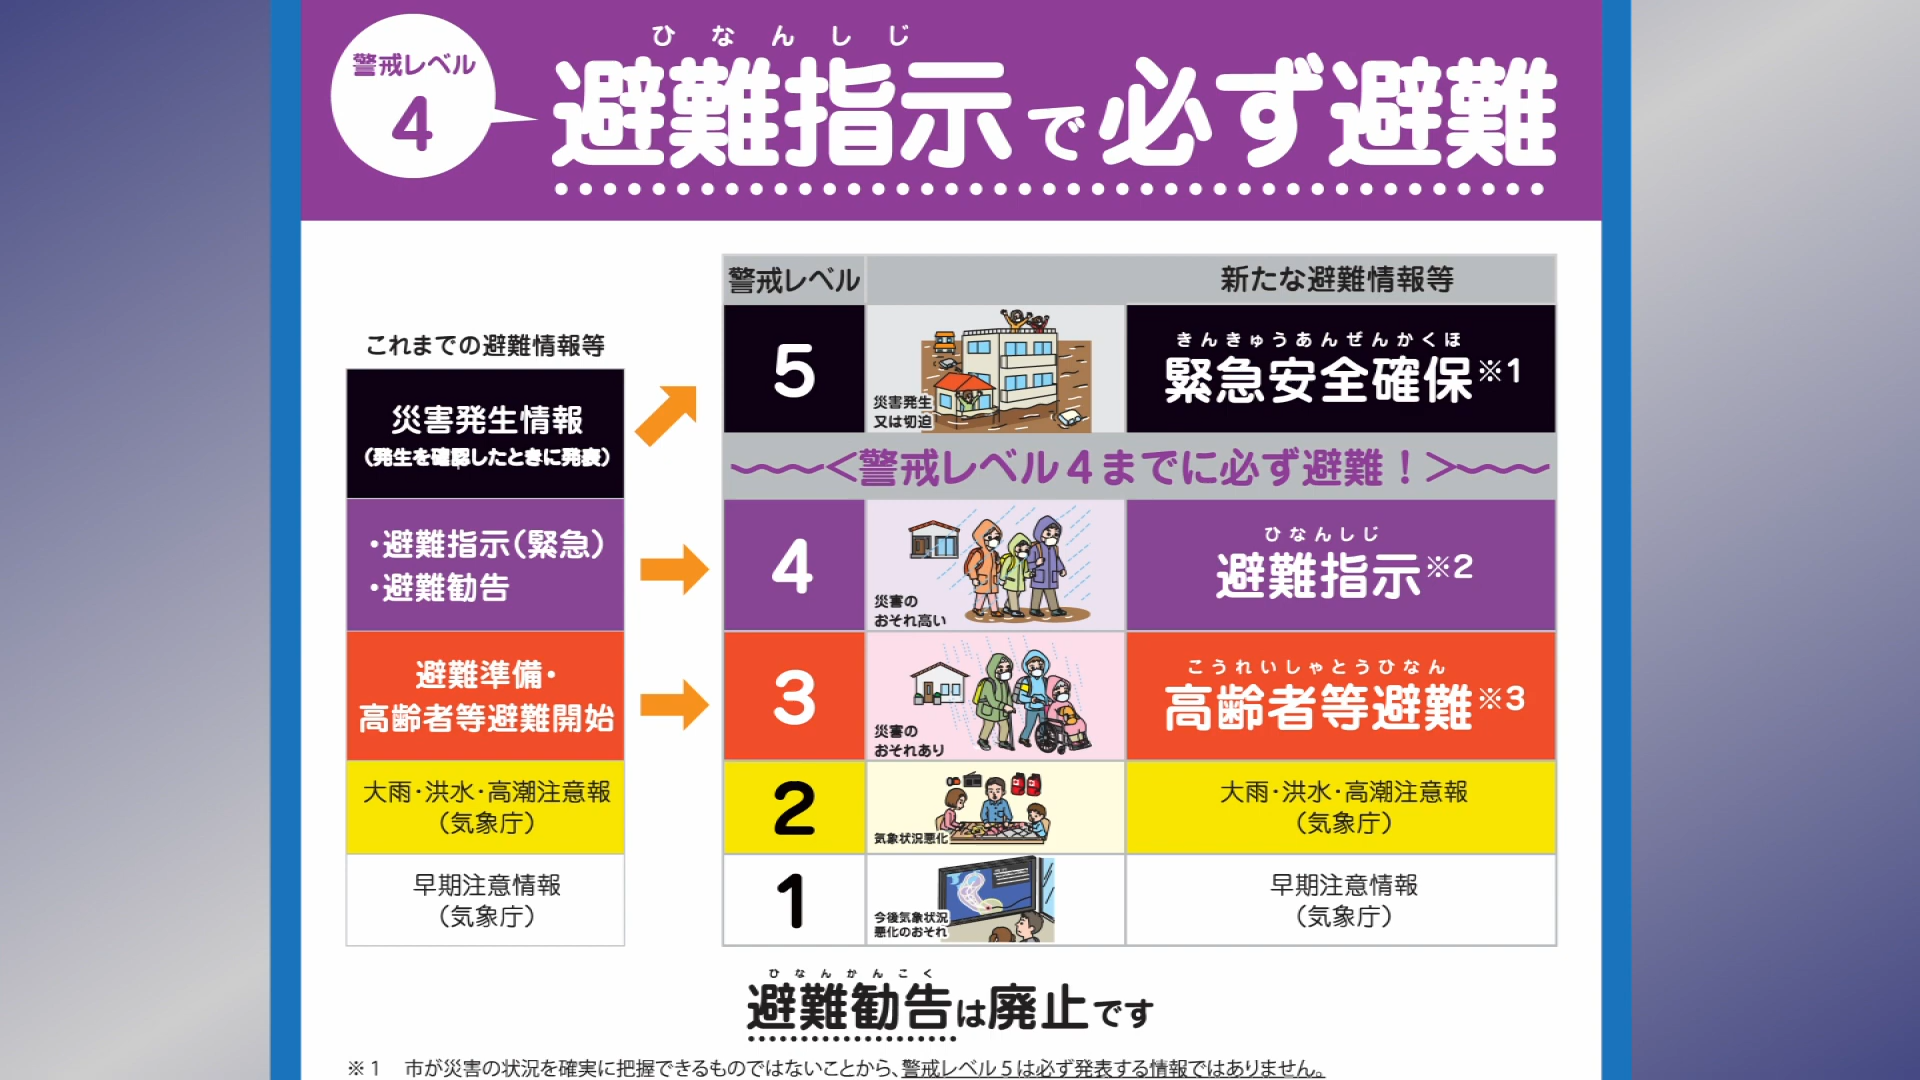 警戒レベル
4
ひなんしじ
避難指示で必ず避難
これまでの避難情報等
災害発生情報
（発生を確認したときに発表）
・避難指示（緊急）
・避難勧告
避難準備・
高齢者等避難開始
大雨・洪水・高潮注意報
（気象庁）
早期注意情報
（気象庁）
警戒レベル
新たな避難情報等
5
災害発生
又は切迫
きんきゅうあんぜんかくほ
緊急安全確保※1
〜〜〜＜警戒レベル４までに必ず避難！＞〜〜〜
4
災害の
おそれ高い
ひなんしじ
避難指示※2
3
災害の
おそれあり
こうれいしゃとうひなん
高齢者等避難※3
2
気象状況悪化
大雨・洪水・高潮注意報
（気象庁）
1
今後気象状況
悪化のおそれ
早期注意情報
（気象庁）
ひなんかんこく
避難勧告は廃止です
※１　市が災害の状況を確実に把握できるものではないことから、警戒レベル５は必ず発表する情報ではありません。